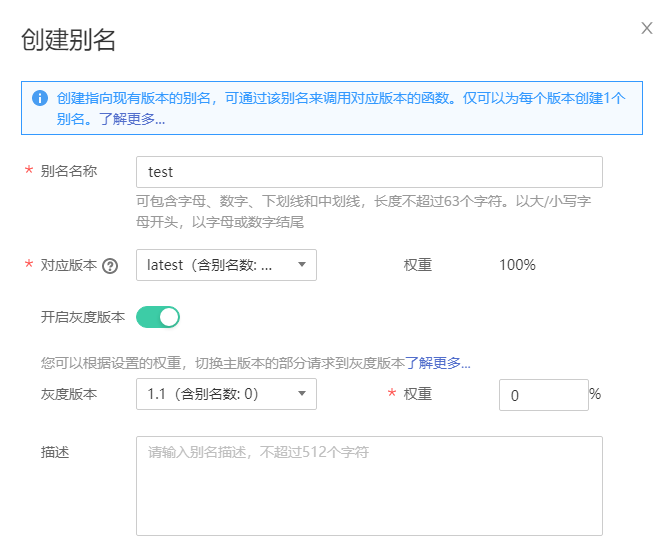 创建别名
创建指向现有版本的别名，可通过该别名来调用对应版本的函数。仅可以为每个版本创建1个
别名。了解更多...
* 别名名称 test
可包含字母、数字、下划线和中划线，长度不超过63个字符。以大/小写字
母开头，以字母或数字结尾
* 对应版本 latest（含别名数: ... 权重 100%
开启灰度版本
您可以根据设置的权重，切换主版本的部分请求到灰度版本了解更多...
灰度版本 1.1（含别名数: 0） * 权重 0 %
描述 请输入别名描述，不超过512个字符